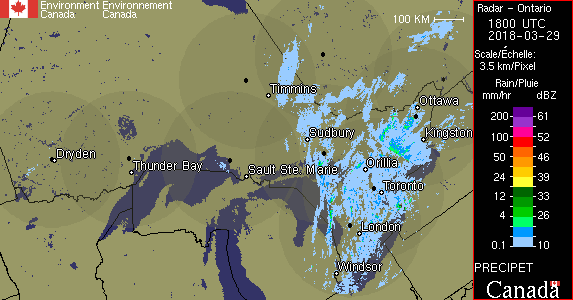 Environment Environnement
Canada Canada
100 KM
Timmins
Ottawa
Sudbury
Kingston
Dryden
Thunder Bay
Sault Ste. Marie
Orillia
Toronto
London
Windsor
Radar - Ontario
1800 UTC
2018-03-29
Scale/Échelle:
3.5 km/Pixel
Rain/Pluie
mm/hr dBZ
200 61
100 52
50 46
24 39
12 33
4 26
0.1 10
PRECIPET
Canada